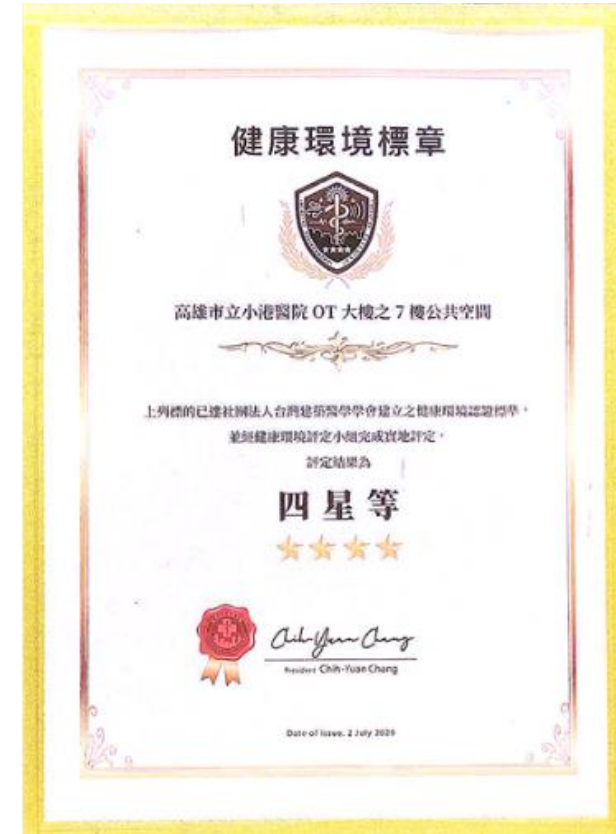 健康環境標章
高雄市立小港醫院 OT 大樓之 7 樓公共空間
上列標的已達社團法人台灣建築醫學學會建立之健康環境認證標準，
並經健康環境評定小組完成實地評定，
評定結果為
四星等
Chih-Yuan Chang
President Chih-Yuan Chang
Date of Issue. 2 July 2020